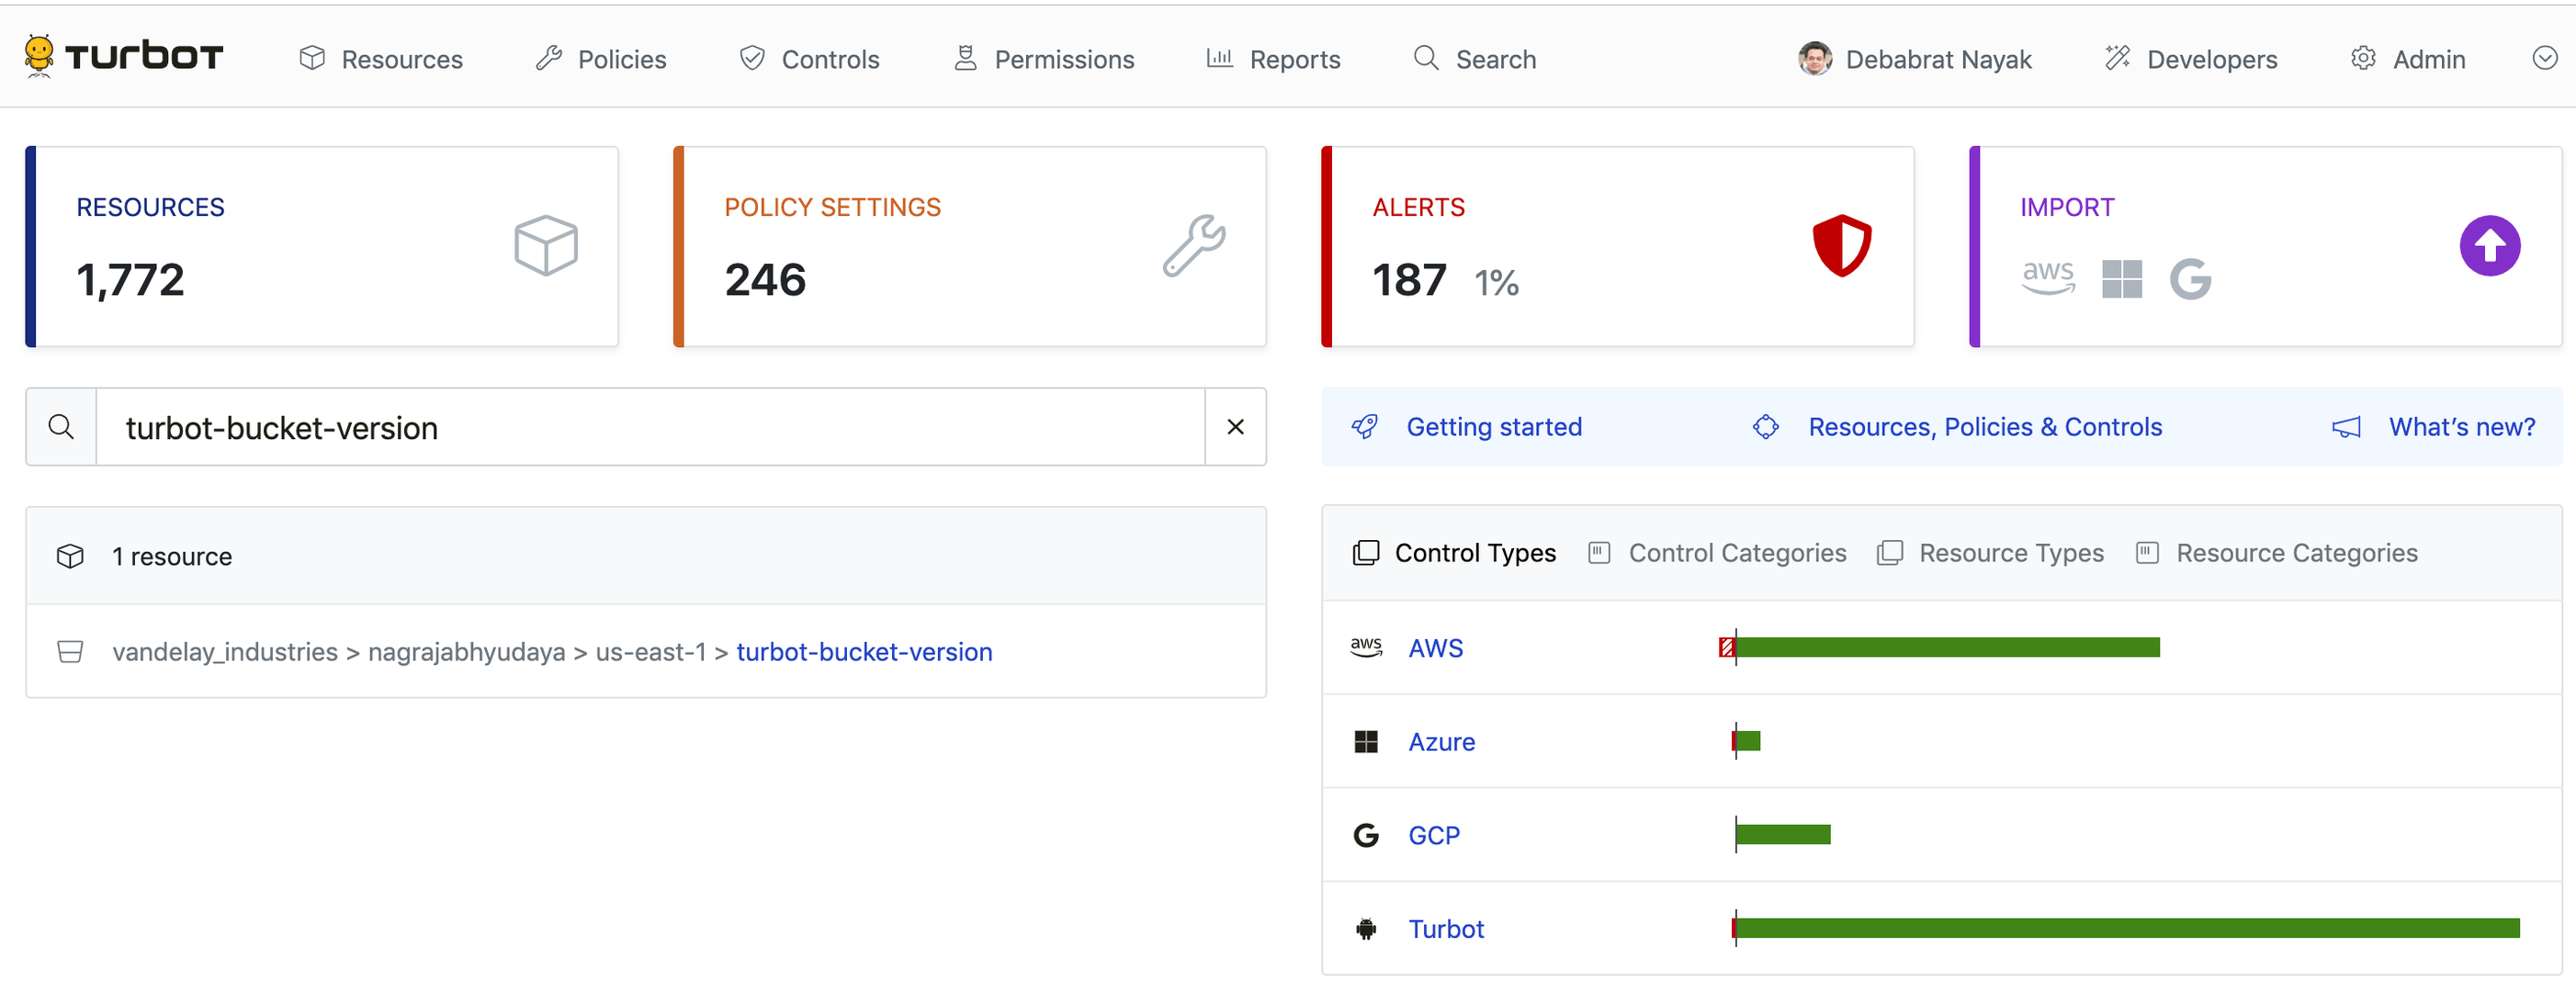 TURBOT
Resources
Policies
Controls
Permissions
Reports
Search
Debabrat Nayak
Developers
Admin
RESOURCES
1,772
POLICY SETTINGS
246
ALERTS
187 1%
IMPORT
aws
turbot-bucket-version
Getting started
Resources, Policies & Controls
What's new?
1 resource
vandelay_industries > nagrajabhyudaya > us-east-1 > turbot-bucket-version
Control Types
Control Categories
Resource Types
Resource Categories
aws AWS
Azure
G GCP
Turbot